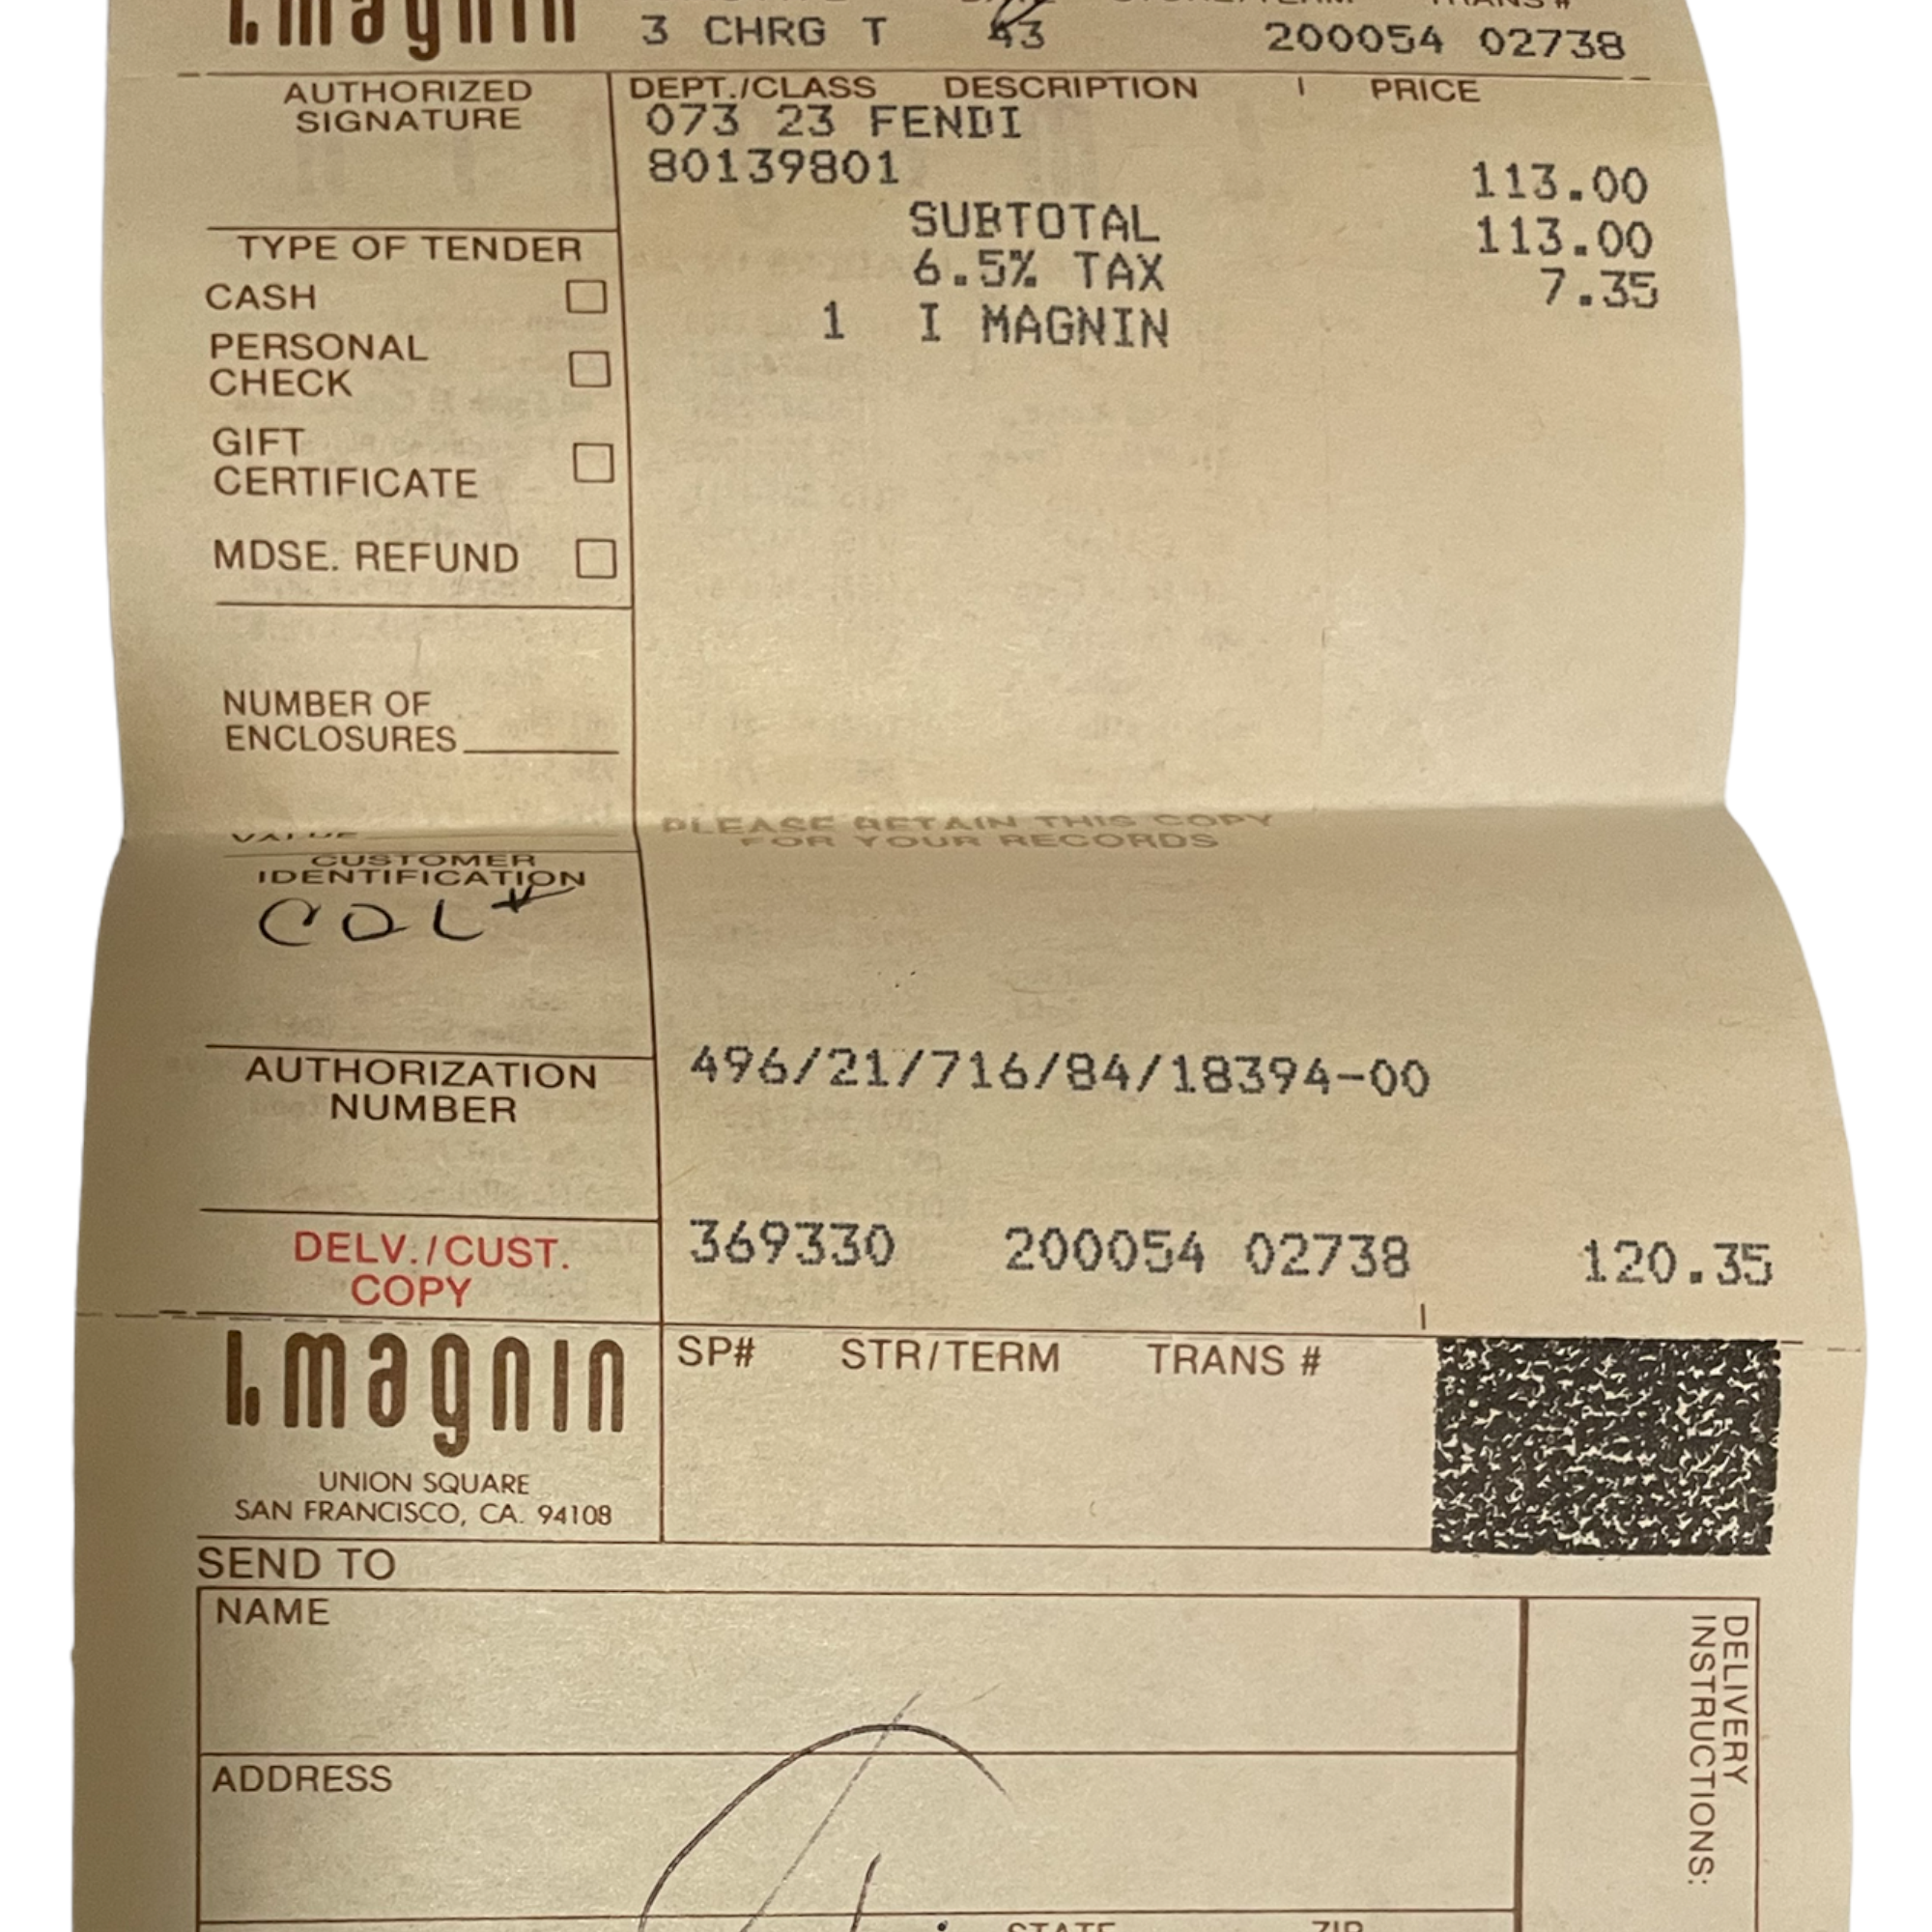 I. magnin
3 CHRG T 43 200054 02738
AUTHORIZED
SIGNATURE
DEPT./CLASS DESCRIPTION PRICE
073 23 FENDI
80139801 113.00
SUBTOTAL 113.00
6.5% TAX 7.35
1 I MAGNIN
TYPE OF TENDER
CASH
PERSONAL
CHECK
GIFT
CERTIFICATE
MDSE. REFUND
NUMBER OF
ENCLOSURES
VALUE
PLEASE RETAIN THIS COPY
FOR YOUR RECORDS
CUSTOMER
IDENTIFICATION
CDL
AUTHORIZATION
NUMBER
496/21/716/84/18394-00
DELV./CUST.
COPY
369330 200054 02738 120.35
I. magnin
UNION SQUARE
SAN FRANCISCO, CA. 94108
SP# STR/TERM TRANS #
SEND TO
NAME
ADDRESS
DELIVERY
INSTRUCTIONS:
STATE ZIP